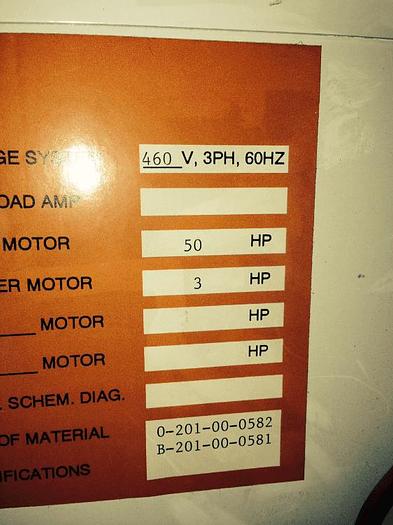 GE SYSTEM 460 V, 3PH, 60HZ
OAD AMP
MOTOR 50 HP
ER MOTOR 3 HP
MOTOR HP
MOTOR HP
. SCHEM. DIAG.
0-201-00-0582
OF MATERIAL B-201-00-0581
IFICATIONS